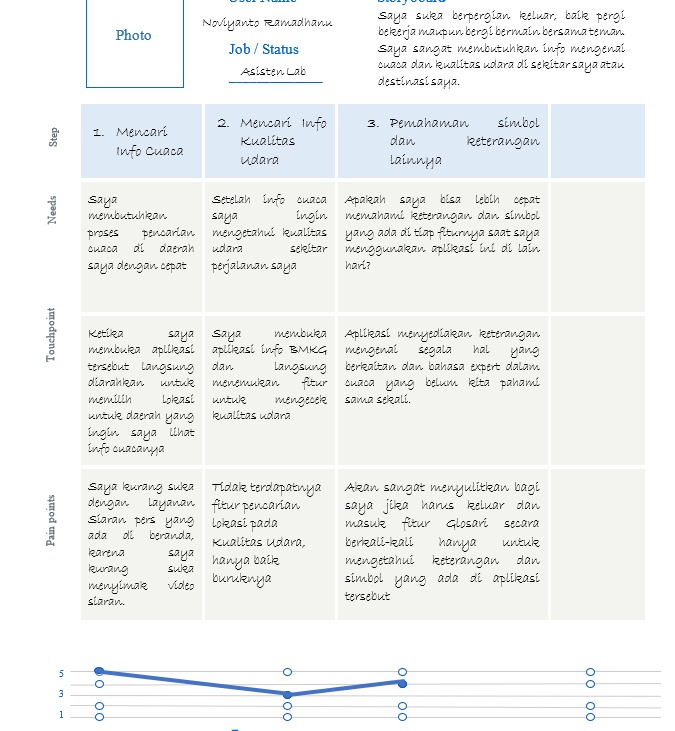 User Name
Storyboard
Photo
Noviyanto Ramadhanu
Job / Status
Asisten Lab
Saya suka berpergian keluar, baik pergi
bekerja maupun bergi bermain bersama teman.
Saya sangat membutuhkan info mengenai
cuaca dan kualitas udara di sekitar saya atau
destinasi saya.
Step
1. Mencari
Info Cuaca
2. Mencari Info
Kualitas
Udara
3. Pemahaman simbol
dan keterangan
lainnya
Needs
Saya
membutuhkan
proses pencarian
cuaca di daerah
saya dengan cepat
Setelah info cuaca
saya ingin
mengetahui kualitas
udara sekitar
perjalanan saya
Apakah saya bisa lebih cepat
memahami keterangan dan simbol
yang ada di tiap fiturnya saat saya
menggunakan aplikasi ini di lain
hari?
Touchpoint
Ketika saya
membuka aplikasi
tersebut langsung
diarahkan untuk
memilih lokasi
untuk daerah yang
ingin saya lihat
info cuacanya
Saya membuka
aplikasi info BMKG
dan langsung
menemukan fitur
untuk mengecek
kualitas udara
Aplikasi menyediakan keterangan
mengenai segala hal yang
berkaitan dan bahasa expert dalam
cuaca yang belum kita pahami
sama sekali.
Pain points
Saya kurang suka
dengan layanan
Siaran pers yang
ada di beranda,
karena saya
kurang suka
menyimak video
siaran.
Tidak terdapatnya
fitur pencarian
lokasi pada
Kualitas Udara,
hanya baik
buruknya
Akan sangat menyulitkan bagi
saya jika harus keluar dan
masuk fitur Glosari secara
berkali-kali hanya untuk
mengetahui keterangan dan
simbol yang ada di aplikasi
tersebut
5
3
1